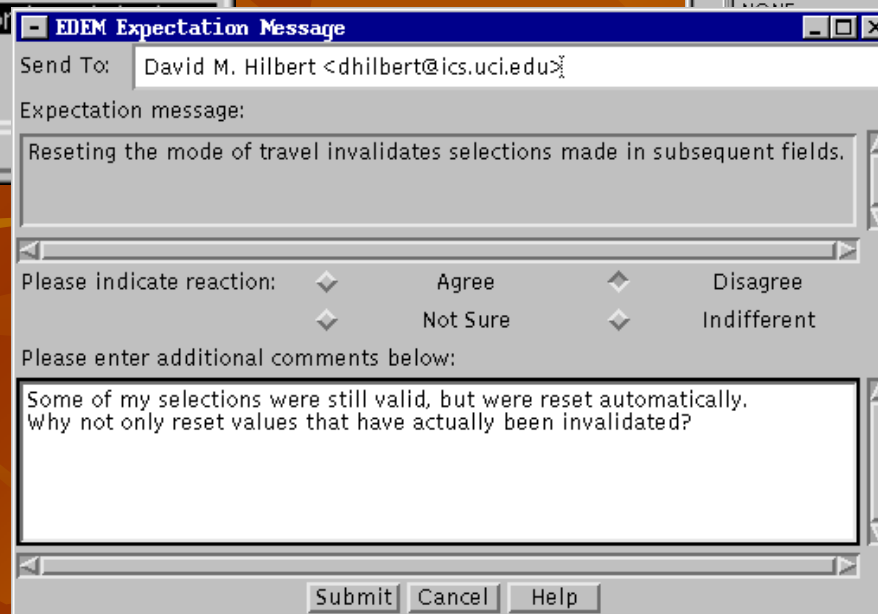 EDEM Expectation Message
Send To: David M. Hilbert <dhilbert@ics.uci.edu>
Expectation message:
Reseting the mode of travel invalidates selections made in subsequent fields.
Please indicate reaction: Agree Disagree
Not Sure Indifferent
Please enter additional comments below:
Some of my selections were still valid, but were reset automatically.
Why not only reset values that have actually been invalidated?
Submit Cancel Help